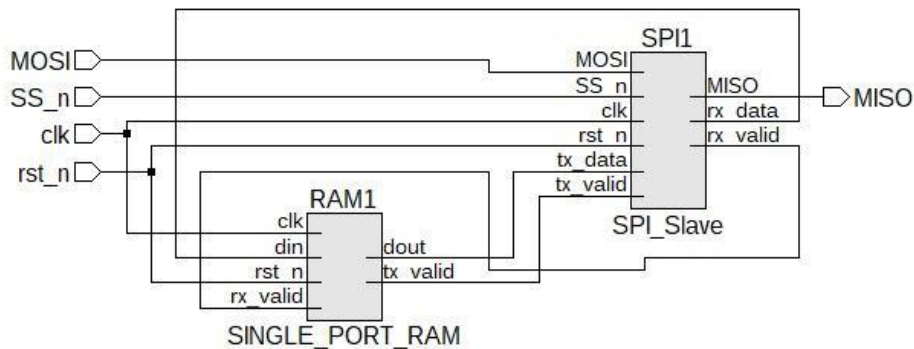 SPI1
MOSI
MOSI
SS_n
MISO
SS_n
clk
rx_data
MISO
clk
rst_n
rx_valid
rst_n
tx_data
RAM1
tx_valid
clk
SPI_Slave
din
dout
rst_n
tx_valid
rx_valid
SINGLE_PORT_RAM